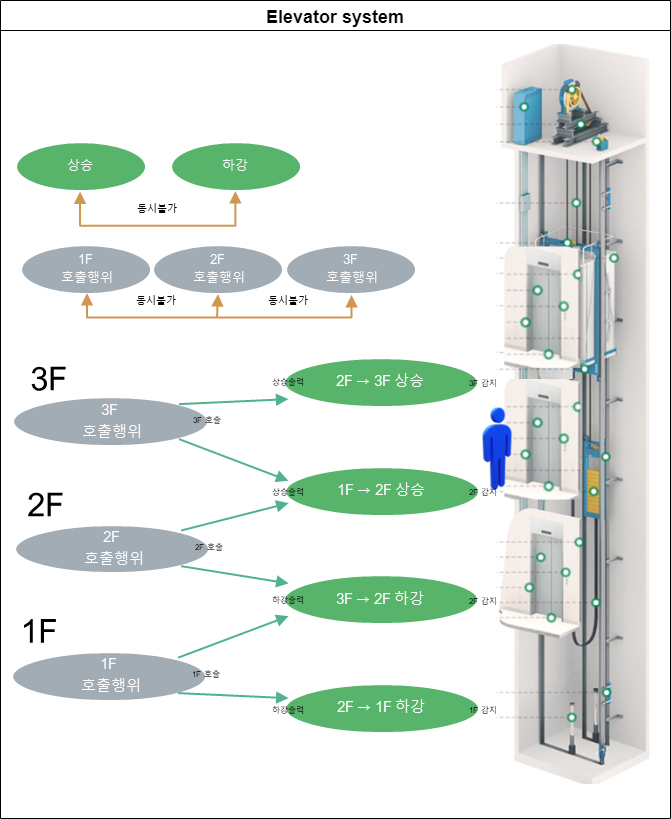 Elevator system
상승
하강
동시불가
1F
호출행위
2F
호출행위
3F
호출행위
동시불가
동시불가
3F
3F
호출행위
3F 호출
상승출력
2F → 3F 상승
3F 감지
상승출력
1F → 2F 상승
2F 감지
2F
2F
호출행위
2F 호출
하강출력
3F → 2F 하강
2F 감지
1F
1F
호출행위
1F 호출
하강출력
2F → 1F 하강
1F 감지